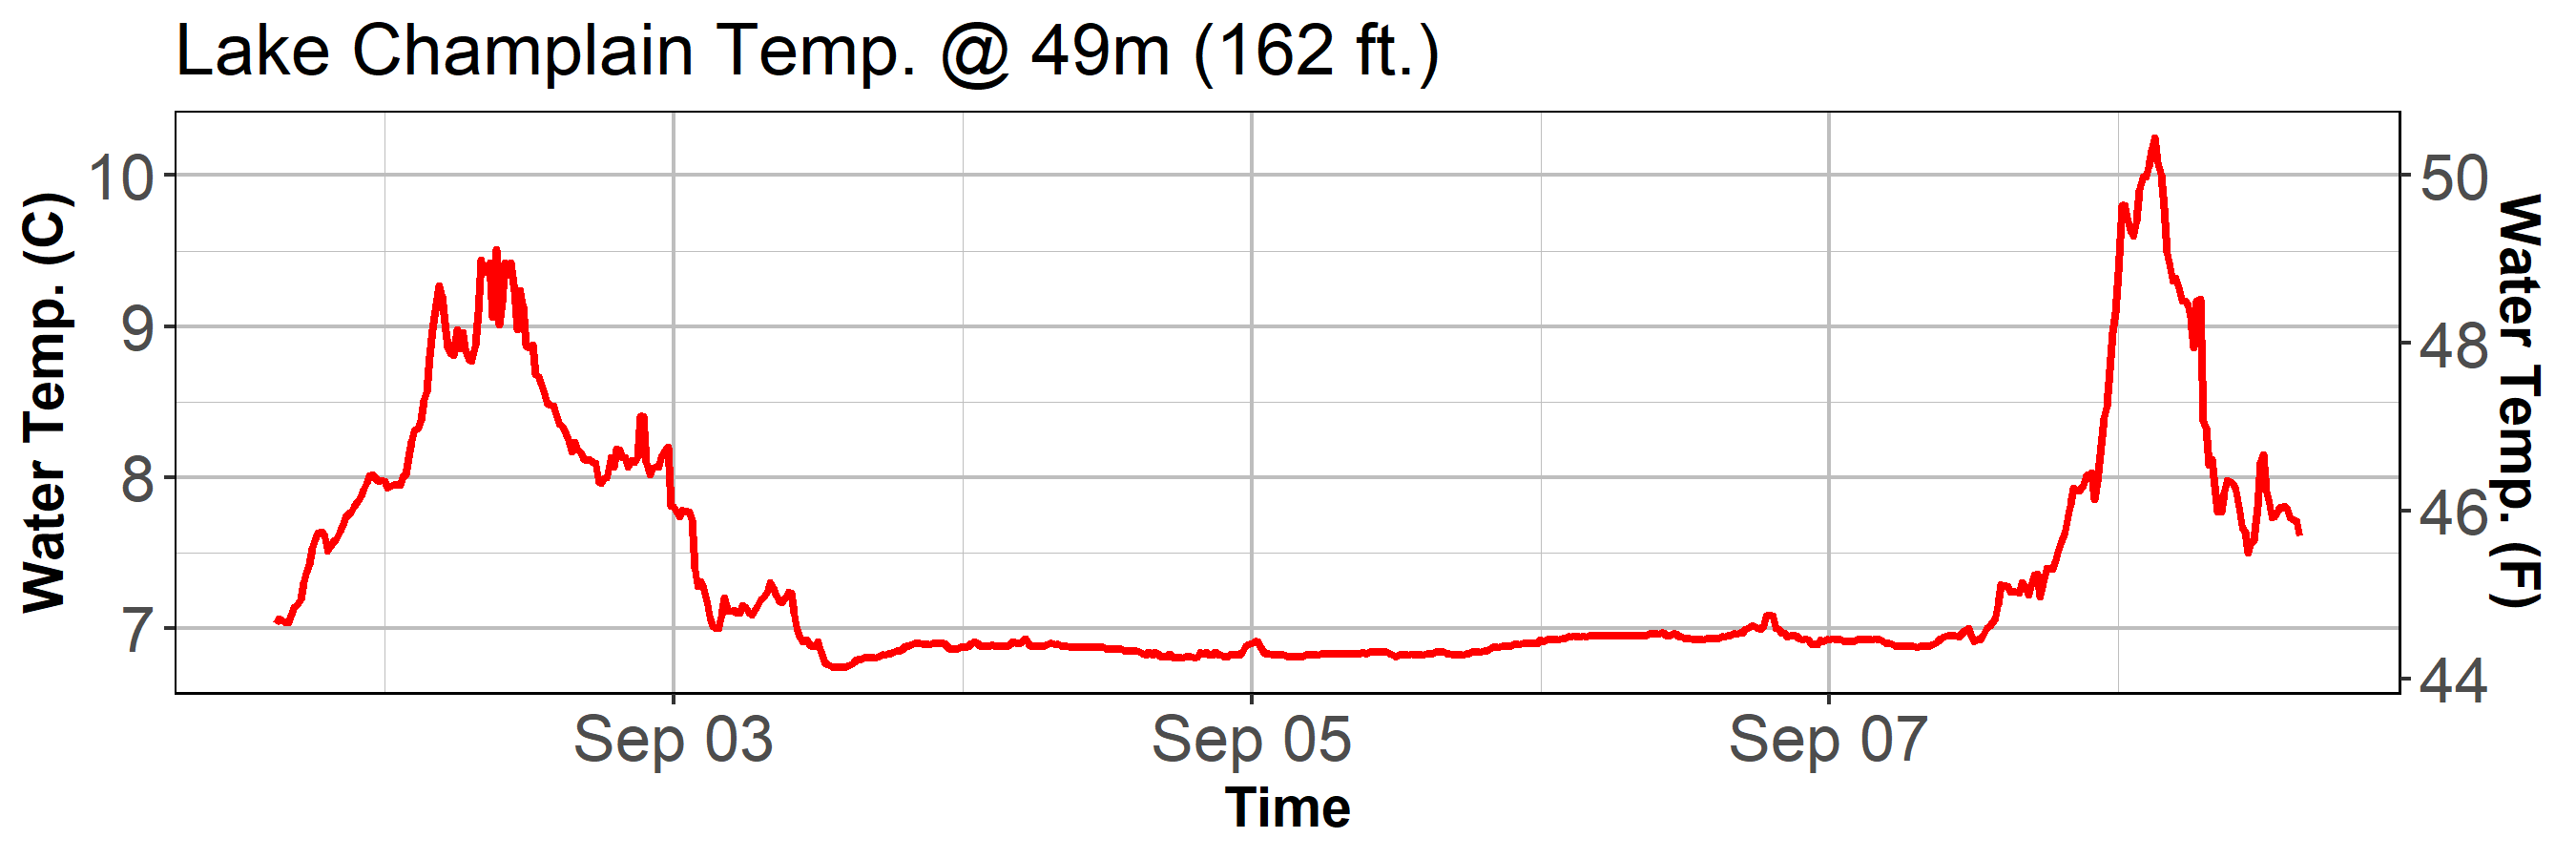 Lake Champlain Temp. @ 49m (162 ft.)
Water Temp. (C)
10
9
8
7
50
48
46
44
Water Temp. (F)
Sep 03 Sep 05 Sep 07
Time